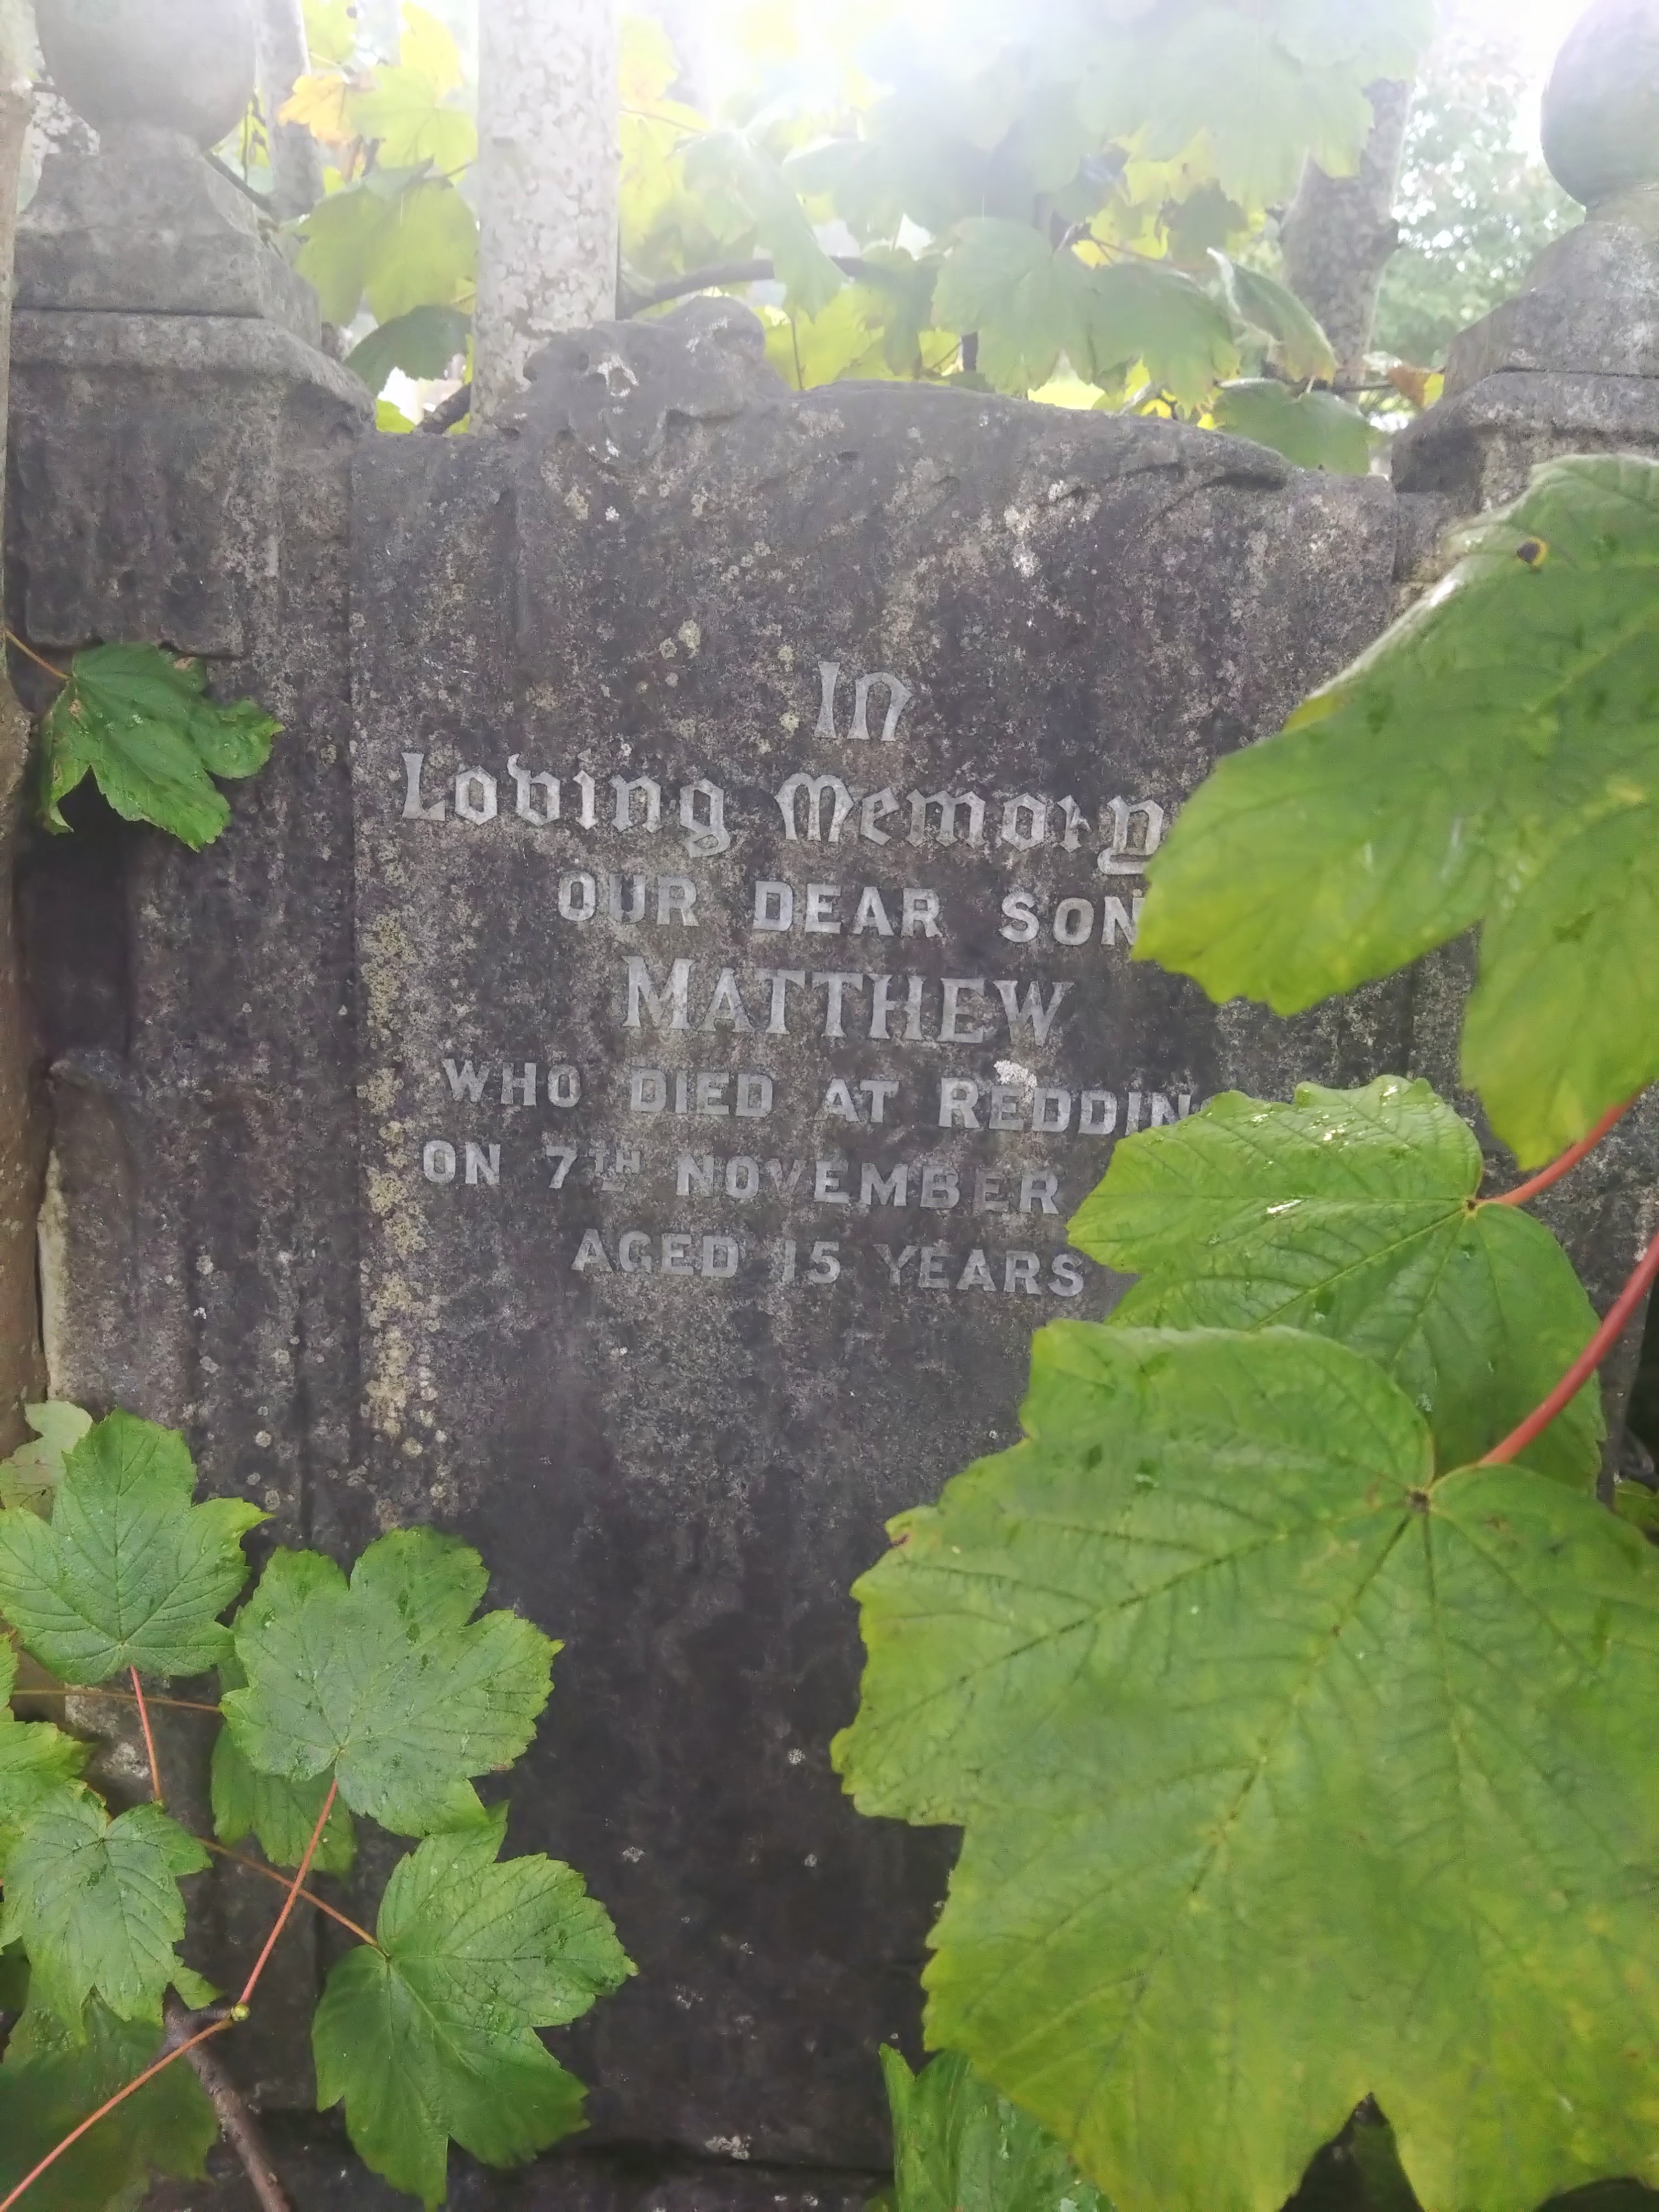 In
Loving Memory
OUR DEAR SON
MATTHEW
WHO DIED AT
ON 7TH NOVEMBER
AGED 15 YEARS